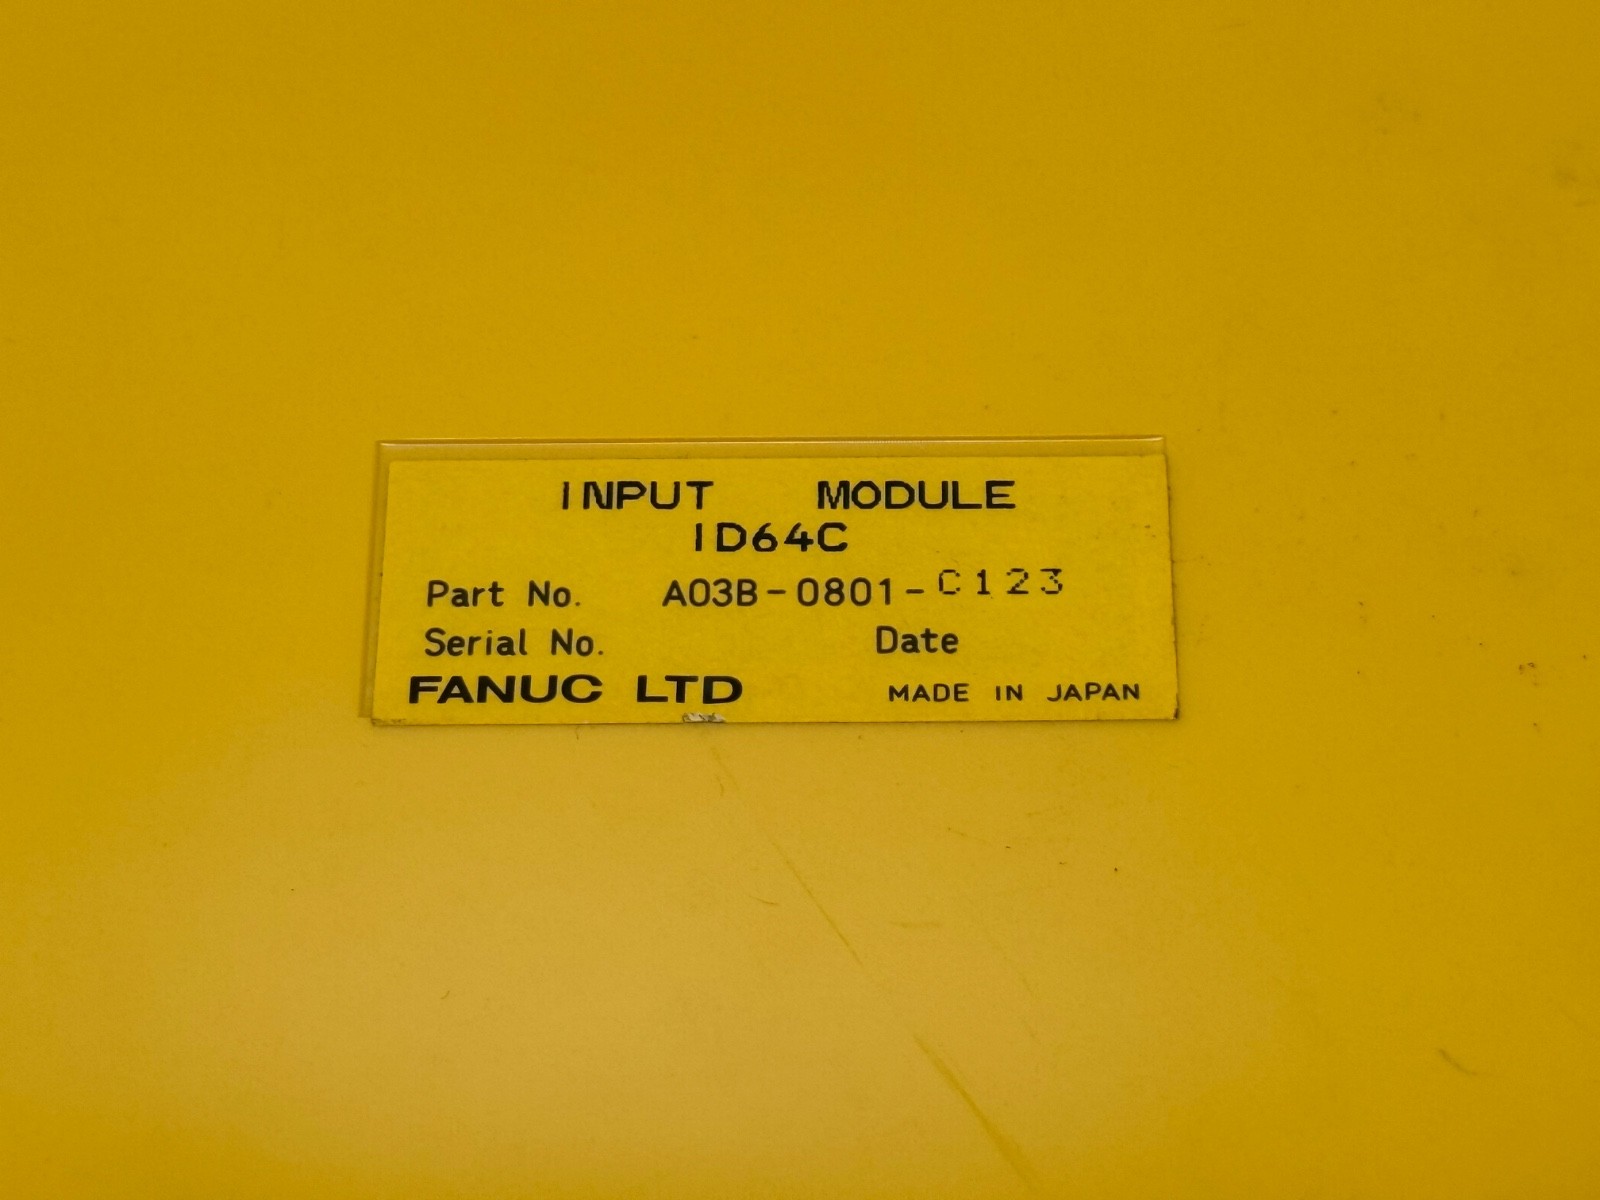 INPUT MODULE
ID64C
Part No. A03B-0801-C123
Serial No. Date
FANUC LTD MADE IN JAPAN